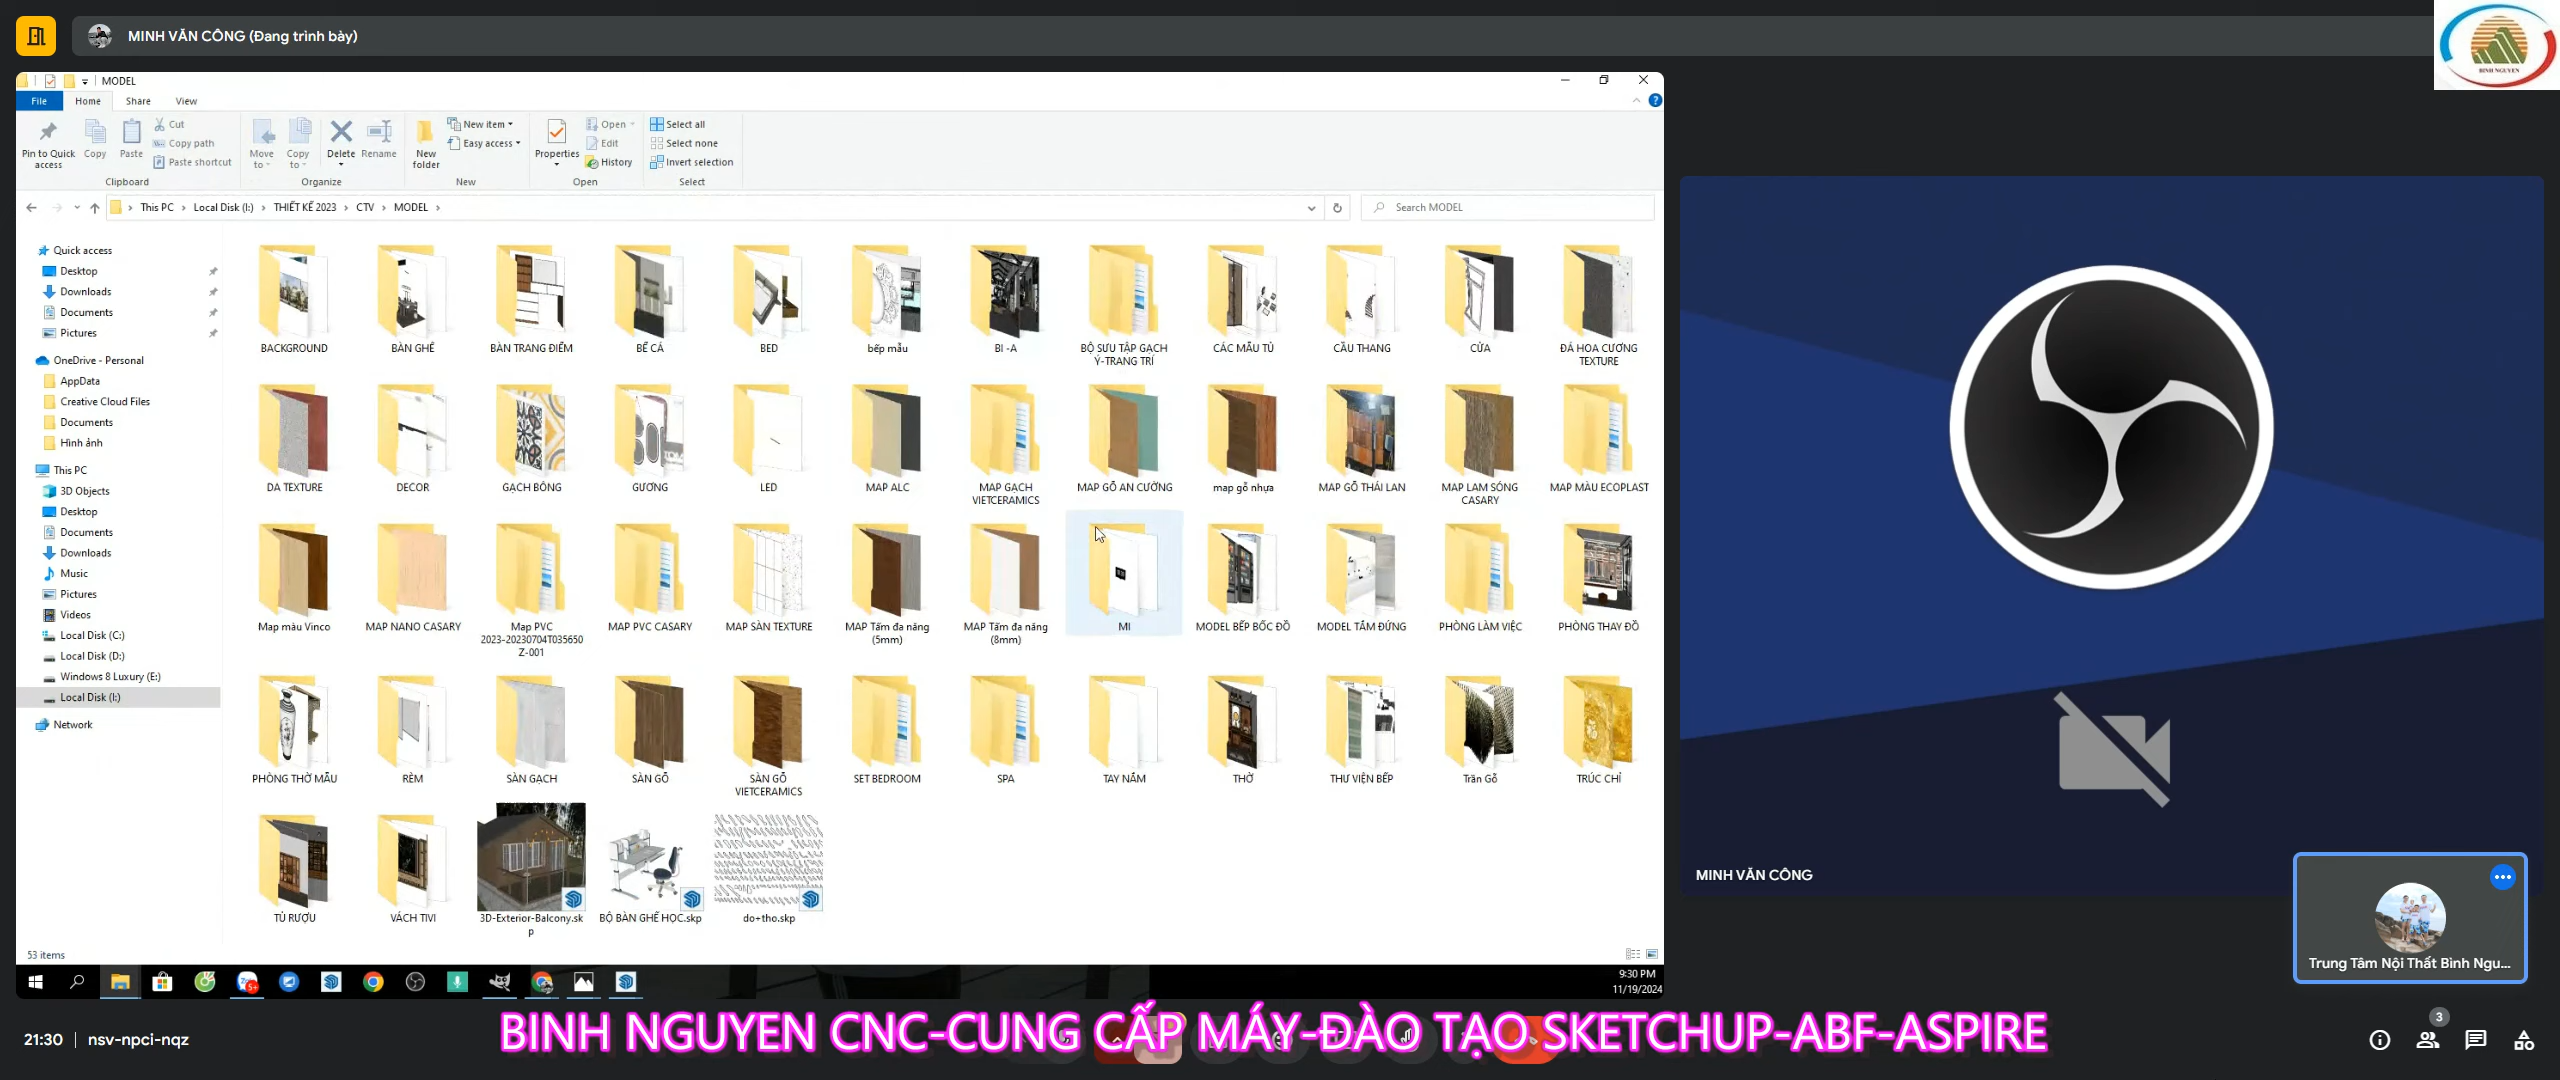 MINH VĂN CÔNG (Đang trình bày)
BINH NGUYEN
MODEL
File Home Share View
Pin to Quick access
Copy
Paste
Cut
Copy path
Paste shortcut
Move to
Copy to
Delete
Rename
New folder
New item
Easy access
Properties
Open
Edit
History
Select all
Select none
Invert selection
Clipboard Organize New Open Select
This PC > Local Disk (I:) > THIẾT KẾ 2023 > CTV > MODEL >
Search MODEL
Quick access
Desktop
Downloads
Documents
Pictures
OneDrive - Personal
AppData
Creative Cloud Files
Documents
Hình ảnh
This PC
3D Objects
Desktop
Documents
Downloads
Music
Pictures
Videos
Local Disk (C:)
Local Disk (D:)
Windows 8 Luxury (E:)
Local Disk (I:)
Network
BACKGROUND
BÀN GHẾ
BÀN TRANG ĐIỂM
BỂ CÁ
BED
bếp mẫu
BI -A
BỘ SƯU TẬP GẠCH Ý-TRANG TRÍ
CÁC MẪU TỦ
CẦU THANG
CỬA
ĐÁ HOA CƯƠNG TEXTURE
DA TEXTURE
DECOR
GẠCH BÔNG
GƯƠNG
LED
MAP ALC
MAP GẠCH VIETCERAMICS
MAP GỖ AN CƯỜNG
map gỗ nhựa
MAP GỖ THÁI LAN
MAP LAM SÓNG CASARY
MAP MÀU ECOPLAST
Map màu Vinco
MAP NANO CASARY
Map PVC 2023-20230704T035650Z-001
MAP PVC CASARY
MAP SÀN TEXTURE
MAP Tấm đa năng (5mm)
MAP Tấm đa năng (8mm)
MI
MODEL BẾP BỐC ĐỒ
MODEL TẮM ĐỨNG
PHÒNG LÀM VIỆC
PHÒNG THAY ĐỒ
PHÒNG THỜ MẪU
RÈM
SÀN GẠCH
SÀN GỖ
SÀN GỖ VIETCERAMICS
SET BEDROOM
SPA
TAY NẮM
THỜ
THƯ VIỆN BẾP
Trần Gỗ
TRÚC CHỈ
TỦ RƯỢU
VÁCH TIVI
3D-Exterior-Balcony.skp
BỘ BÀN GHẾ HỌC.skp
do+tho.skp
53 items
9:30 PM
11/19/2024
MINH VĂN CÔNG
Trung Tâm Nội Thất Bình Ngu...
3
21:30 | nsv-npci-nqz
BINH NGUYEN CNC-CUNG CẤP MÁY-ĐÀO TẠO SKETCHUP-ABF-ASPIRE